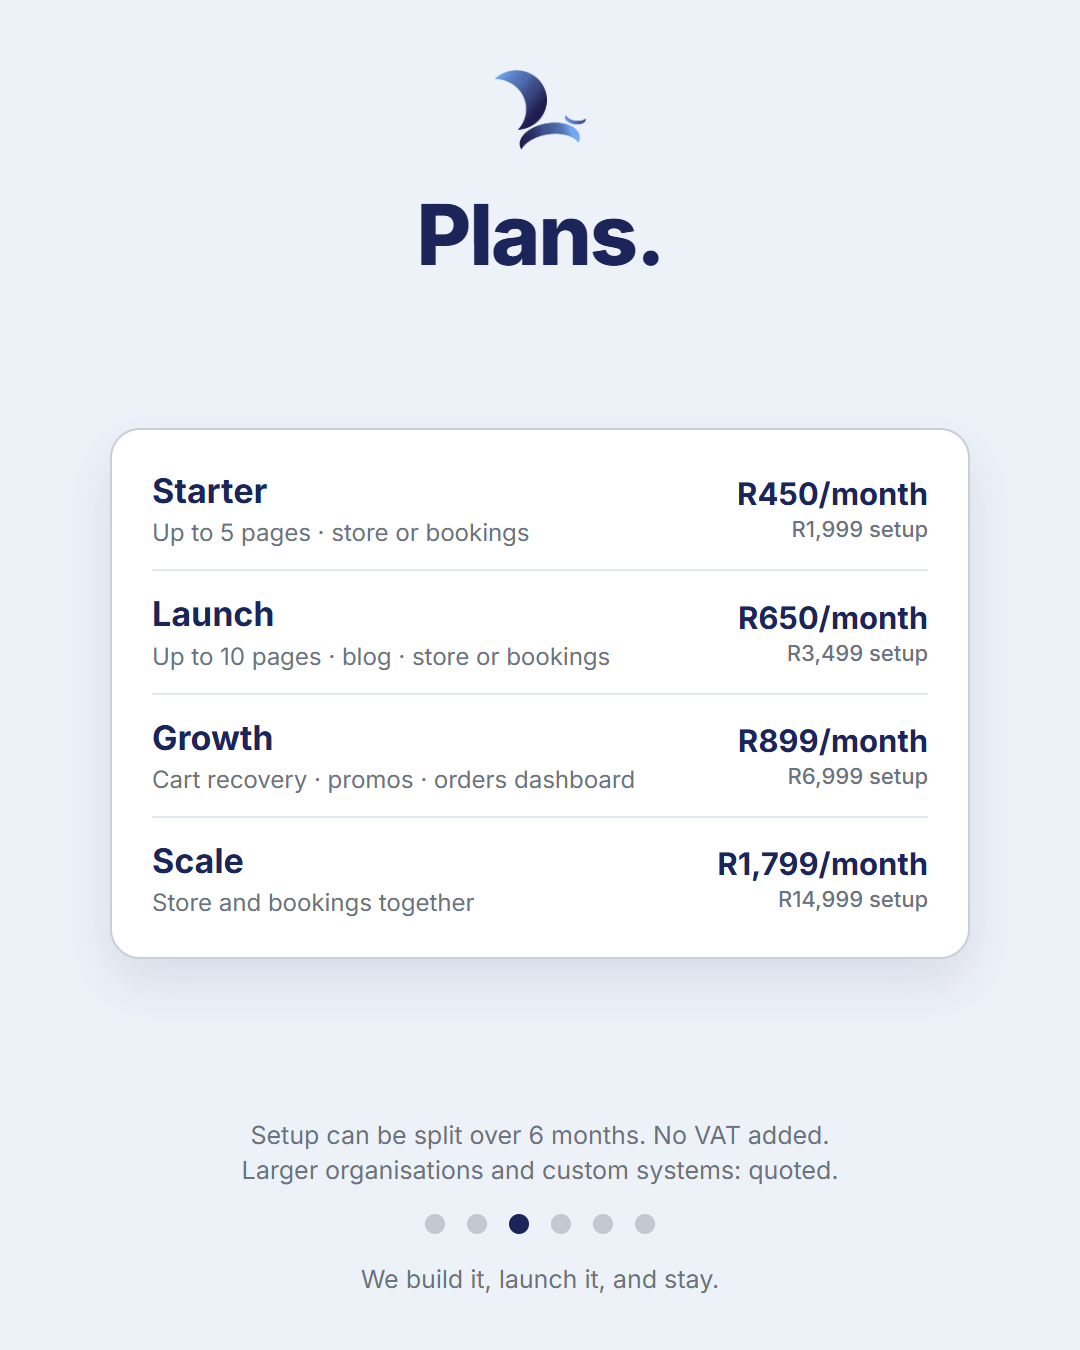 Plans.
Starter
R450/month
Up to 5 pages · store or bookings
R1,999 setup
Launch
R650/month
Up to 10 pages · blog · store or bookings
R3,499 setup
Growth
R899/month
Cart recovery · promos · orders dashboard
R6,999 setup
Scale
R1,799/month
Store and bookings together
R14,999 setup
Setup can be split over 6 months. No VAT added.
Larger organisations and custom systems: quoted.
We build it, launch it, and stay.